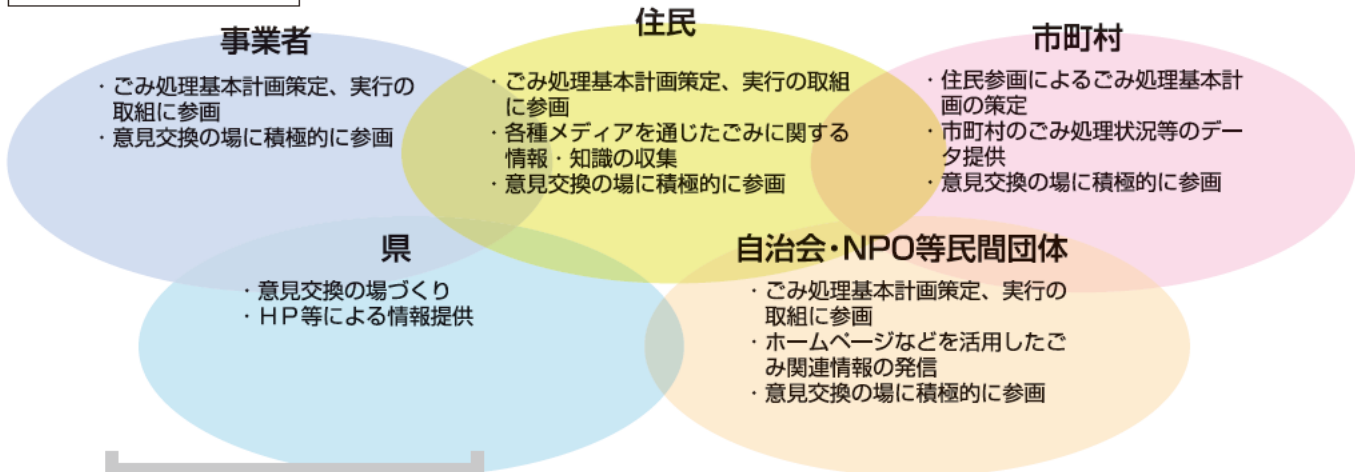 事業者
・ごみ処理基本計画策定、実行の
取組に参画
・意見交換の場に積極的に参画
住民
・ごみ処理基本計画策定、実行の取組
に参画
・各種メディアを通じたごみに関する
情報・知識の収集
・意見交換の場に積極的に参画
市町村
・住民参画によるごみ処理基本計
画の策定
・市町村のごみ処理状況等のデー
タ提供
・意見交換の場に積極的に参画
県
・意見交換の場づくり
・ＨＰ等による情報提供
自治会・NPO等民間団体
・ごみ処理基本計画策定、実行の
取組に参画
・ホームページなどを活用したご
み関連情報の発信
・意見交換の場に積極的に参画